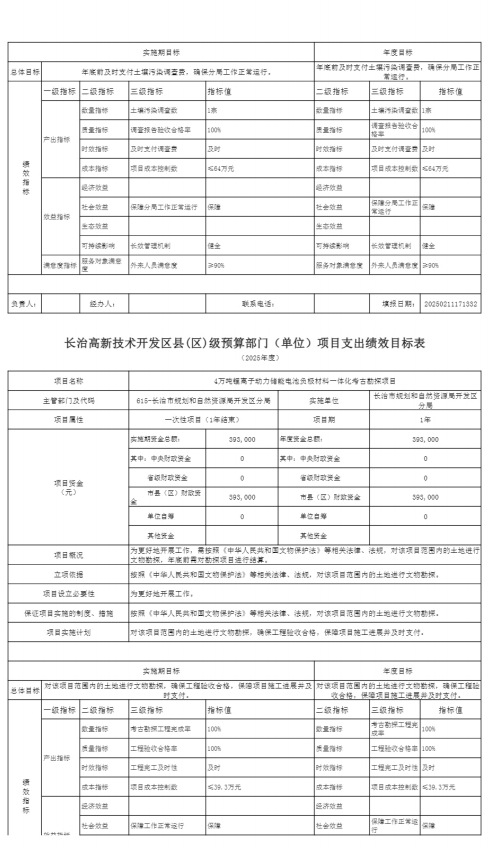 实施期目标 年度目标
总体目标 年底前及时支付土壤污染调查费，确保分局工作正常运行。 年底前及时支付土壤污染调查费，确保分局工作正常运行。
绩效指标 一级指标 二级指标 三级指标 指标值 二级指标 三级指标 指标值
产出指标 数量指标 土壤污染调查数 1宗 数量指标 土壤污染调查数 1宗
质量指标 调查报告验收合格率 100% 质量指标 调查报告验收合格率 100%
时效指标 及时支付调查费 及时 时效指标 及时支付调查费 及时
成本指标 项目成本控制数 ≤64万元 成本指标 项目成本控制数 ≤64万元
效益指标 经济效益 经济效益
社会效益 保障分局工作正常运行 保障 社会效益 保障分局工作正常运行 保障
生态效益 生态效益
可持续影响 长效管理机制 健全 可持续影响 长效管理机制 健全
满意度指标 服务对象满意度 外来人员满意度 ≥90% 服务对象满意度 外来人员满意度 ≥90%
负责人： 经办人： 联系电话： 填报日期： 20250211171332
长治高新技术开发区县(区)级预算部门（单位）项目支出绩效目标表
（2025年度）
项目名称 4万吨锂离子动力储能电池负极材料一体化考古勘探项目
主管部门及代码 615-长治市规划和自然资源局开发区分局 实施单位 长治市规划和自然资源局开发区分局
项目属性 一次性项目（1年结束） 项目期 1年
项目资金（元） 实施期资金总额： 393,000 年度资金总额： 393,000
其中：中央财政资金 0 其中：中央财政资金 0
省级财政资金 0 省级财政资金 0
市县（区）财政资金 393,000 市县（区）财政资金 393,000
单位自筹 0 单位自筹 0
其他资金 其他资金
项目概况 为更好地开展工作，需按照《中华人民共和国文物保护法》等相关法律、法规，对该项目范围内的土地进行文物勘探，年底前需对勘探项目进行结算。
立项依据 按照《中华人民共和国文物保护法》等相关法律、法规，对该项目范围内的土地进行文物勘探。
项目设立必要性 为更好地开展工作。
保证项目实施的制度、措施 按照《中华人民共和国文物保护法》等相关法律、法规，对该项目范围内的土地进行文物勘探。
项目实施计划 对该项目范围内的土地进行文物勘探，确保工程验收合格，保障项目施工进展并及时支付。
实施期目标 年度目标
总体目标 对该项目范围内的土地进行文物勘探，确保工程验收合格，保障项目施工进展并及时支付。 对该项目范围内的土地进行文物勘探，确保工程验收合格，保障项目施工进展并及时支付。
绩效指标 一级指标 二级指标 三级指标 指标值 二级指标 三级指标 指标值
产出指标 数量指标 考古勘探工程完成率 100% 数量指标 考古勘探工程完成率 100%
质量指标 工程验收合格率 100% 质量指标 工程验收合格率 100%
时效指标 工程完工及时性 及时 时效指标 工程完工及时性 及时
成本指标 项目成本控制数 ≤39.3万元 成本指标 项目成本控制数 ≤39.3万元
经济效益 经济效益
社会效益 保障工作正常运行 保障 社会效益 保障工作正常运行 保障